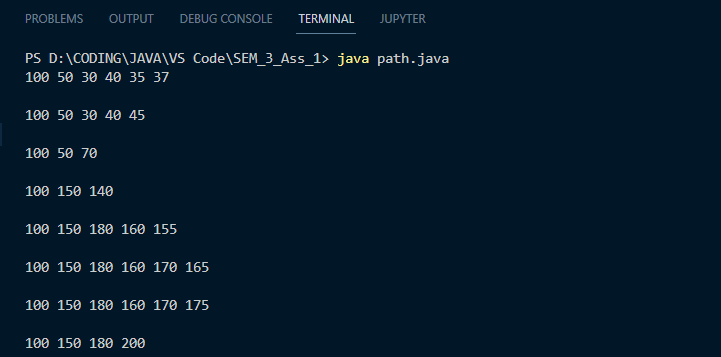 PROBLEMS OUTPUT DEBUG CONSOLE TERMINAL JUPYTER
PS D:\CODING\JAVA\VS Code\SEM_3_Ass_1> java path.java
100 50 30 40 35 37
100 50 30 40 45
100 50 70
100 150 140
100 150 180 160 155
100 150 180 160 170 165
100 150 180 160 170 175
100 150 180 200